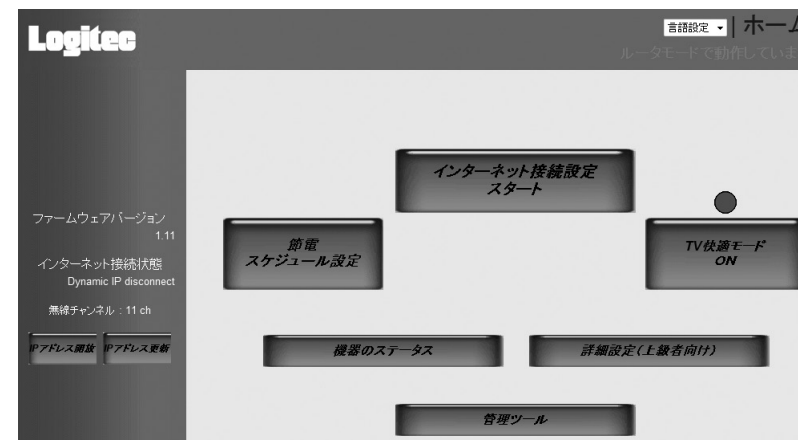 Logitec
言語設定
ホーム
ルータモードで動作していま
インターネット接続設定
スタート
ファームウェアバージョン
1.11
インターネット接続状態
Dynamic IP disconnect
無線チャンネル : 11 ch
IPアドレス開放
IPアドレス更新
節電
スケジュール設定
TV快適モード
ON
機器のステータス
詳細設定(上級者向け)
管理ツール